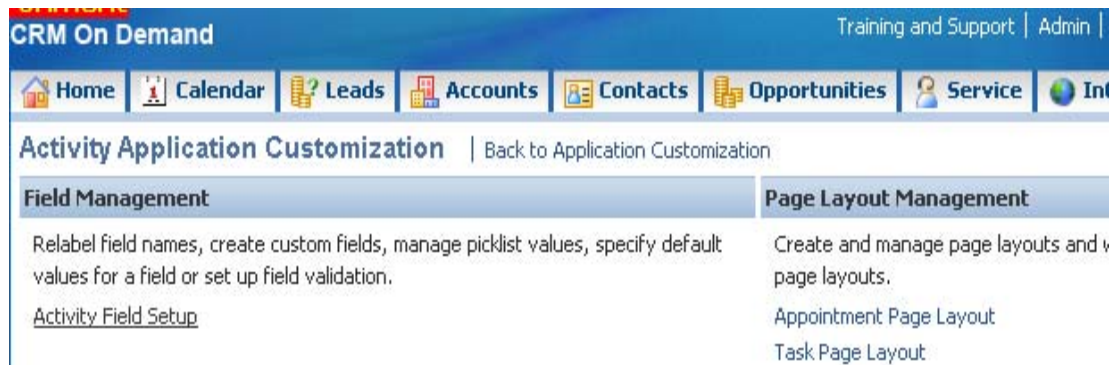 CRM On Demand
Training and Support | Admin |
Home Calendar Leads Accounts Contacts Opportunities Service
Activity Application Customization | Back to Application Customization
Field Management
Relabel field names, create custom fields, manage picklist values, specify default
values for a field or set up field validation.
Activity Field Setup
Page Layout Management
Create and manage page layouts and
page layouts.
Appointment Page Layout
Task Page Layout